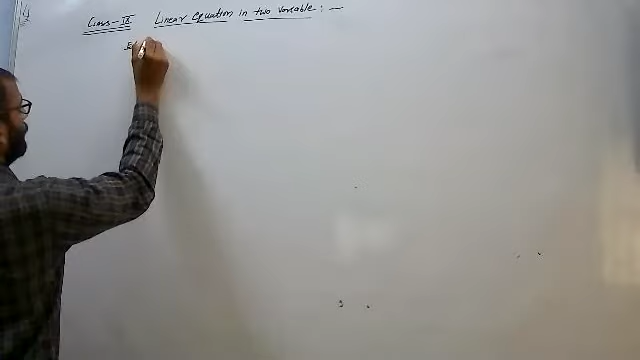 Class - IX Linear equation in two variable : —